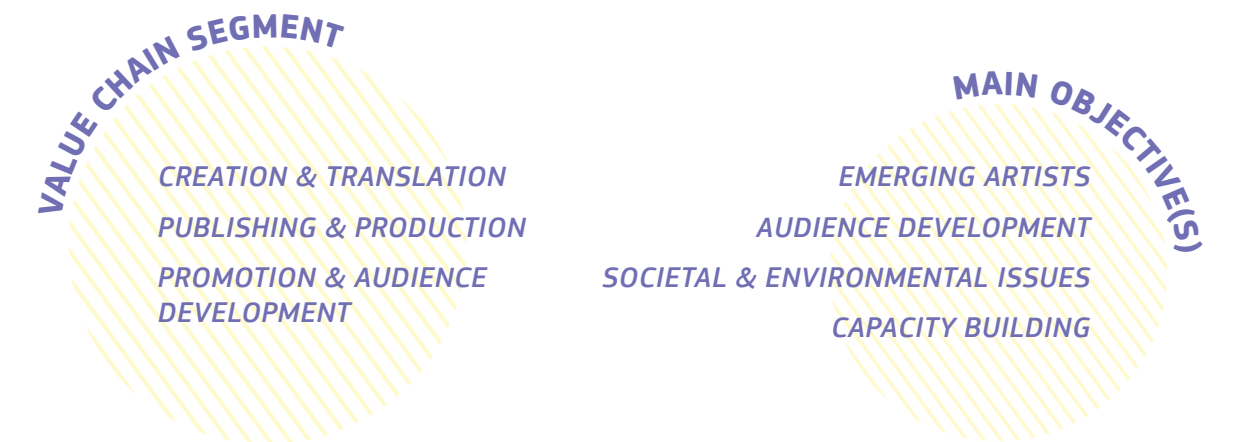 VALUE CHAIN SEGMENT
CREATION & TRANSLATION
PUBLISHING & PRODUCTION
PROMOTION & AUDIENCE
DEVELOPMENT
MAIN OBJECTIVE(S)
EMERGING ARTISTS
AUDIENCE DEVELOPMENT
SOCIETAL & ENVIRONMENTAL ISSUES
CAPACITY BUILDING